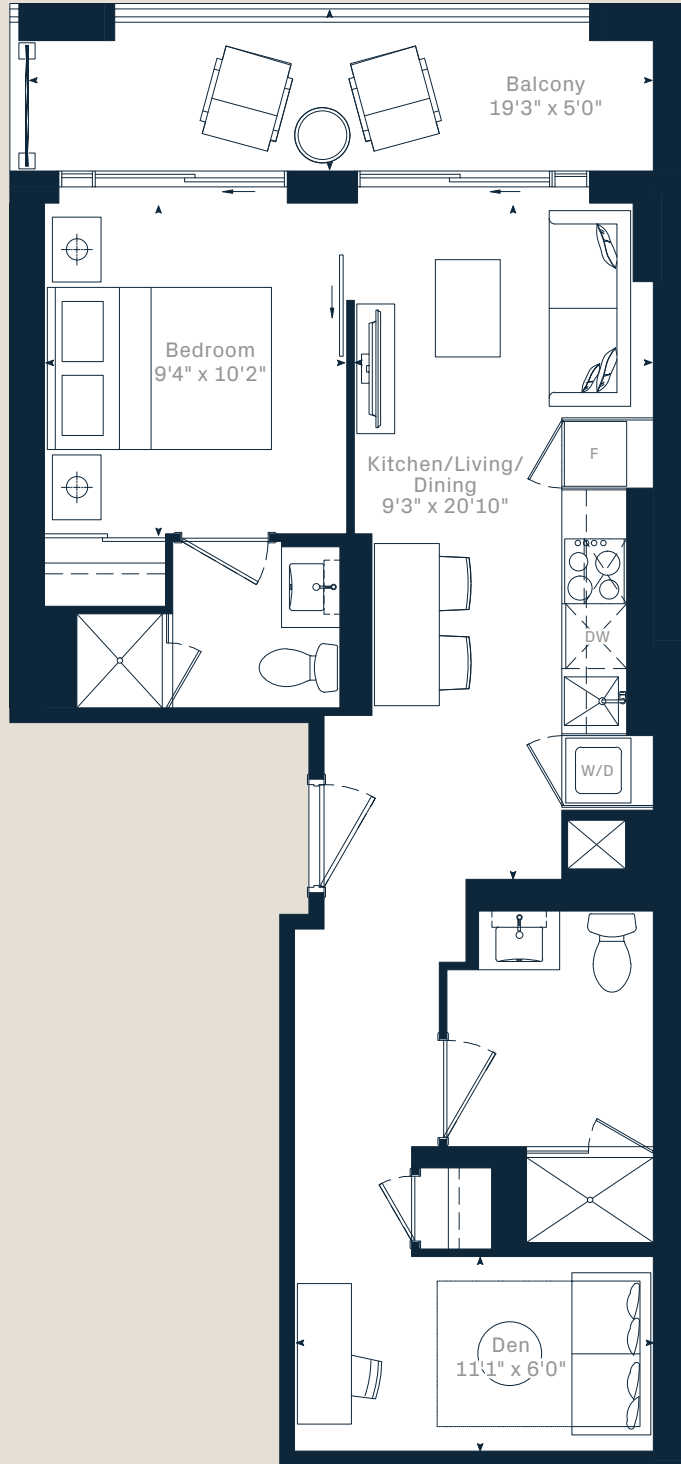 Balcony
19'3" x 5'0"
Bedroom
9'4" x 10'2"
Kitchen/Living/
Dining
9'3" x 20'10"
F
DW
W/D
Den
11'1" x 6'0"